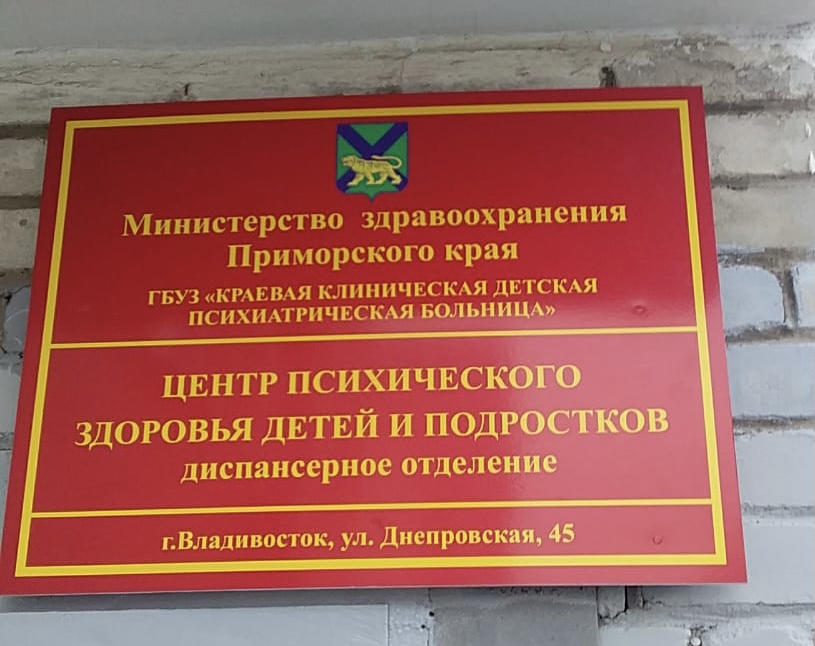 Министерство здравоохранения
Приморского края
ГБУЗ «КРАЕВАЯ КЛИНИЧЕСКАЯ ДЕТСКАЯ
ПСИХИАТРИЧЕСКАЯ БОЛЬНИЦА»
ЦЕНТР ПСИХИЧЕСКОГО
ЗДОРОВЬЯ ДЕТЕЙ И ПОДРОСТКОВ
диспансерное отделение
г.Владивосток, ул. Днепровская, 45